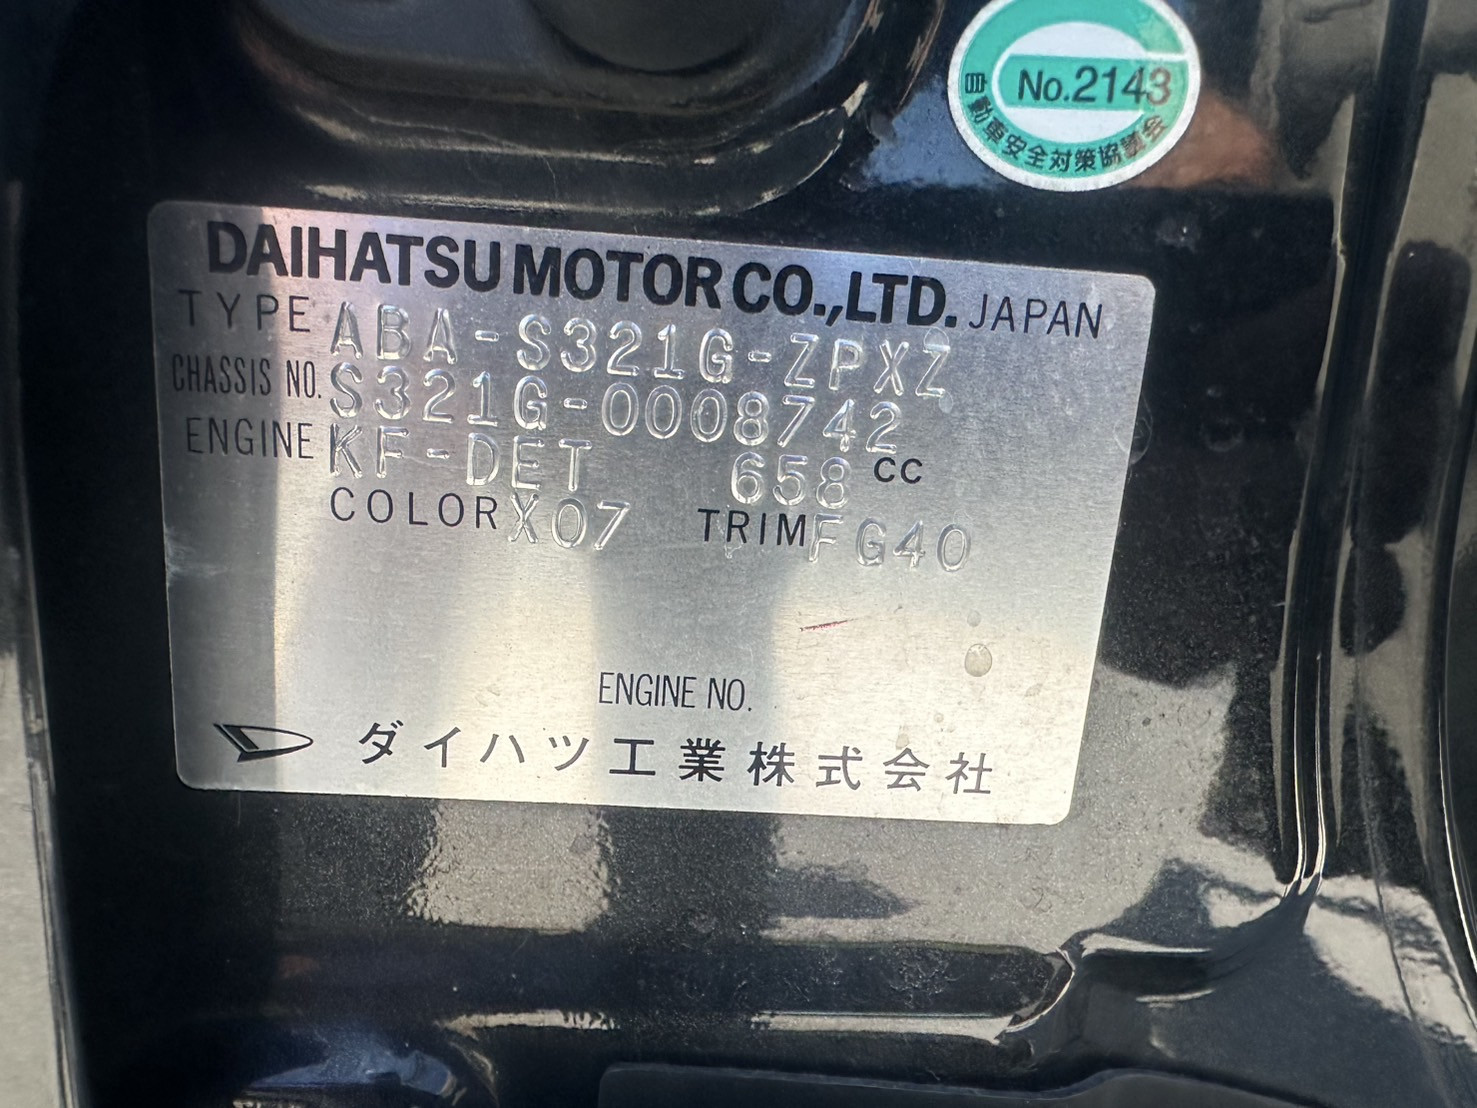 No.2143
自動車安全対策協議会
DAIHATSU MOTOR CO.,LTD. JAPAN
TYPE ABA-S321G-ZPXZ
CHASSIS NO. S321G-0008742
ENGINE KF-DET 658 CC
COLOR X07 TRIM FG40
ENGINE NO.
ダイハツ工業株式会社